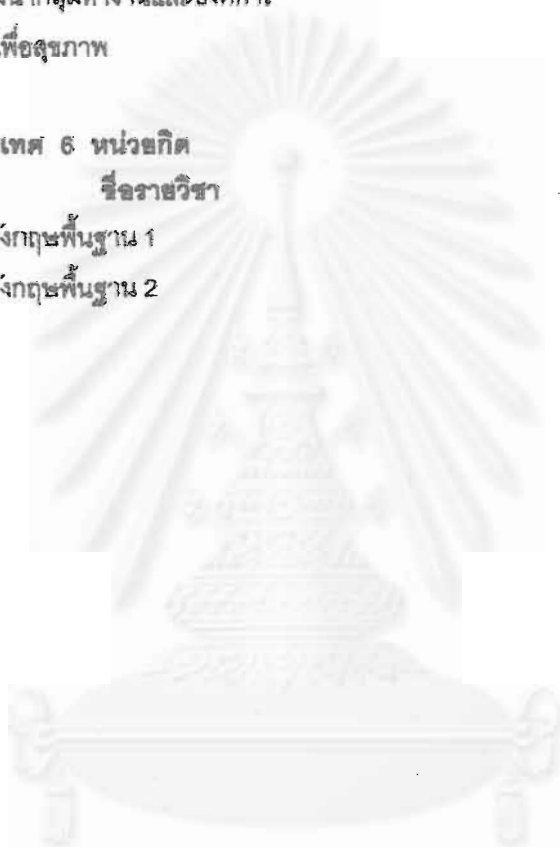 เพื่อสุขภาพ
เทศ 6 หน่วยกิต
ชื่อรายวิชา
ังกฤษพื้นฐาน 1
ังกฤษพื้นฐาน 2